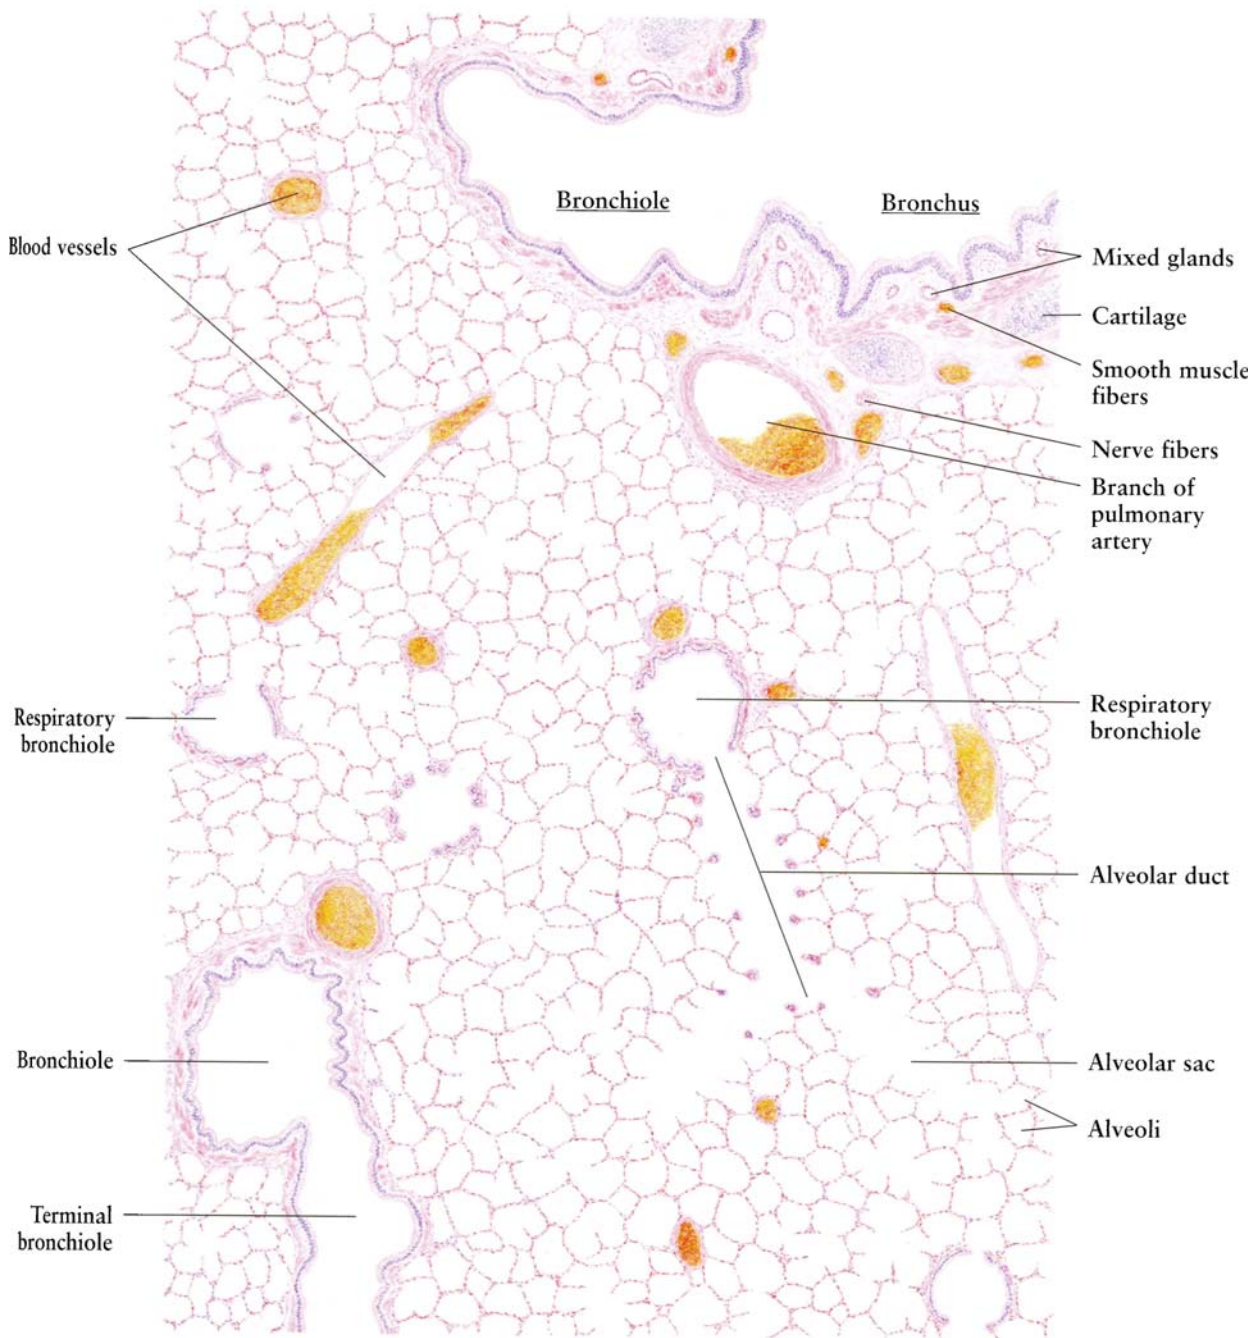 Bronchiole
Bronchus
Blood vessels
Mixed glands
Cartilage
Smooth muscle
fibers
Nerve fibers
Branch of
pulmonary
artery
Respiratory
bronchiole
Respiratory
bronchiole
Alveolar duct
Bronchiole
Alveolar sac
Alveoli
Terminal
bronchiole